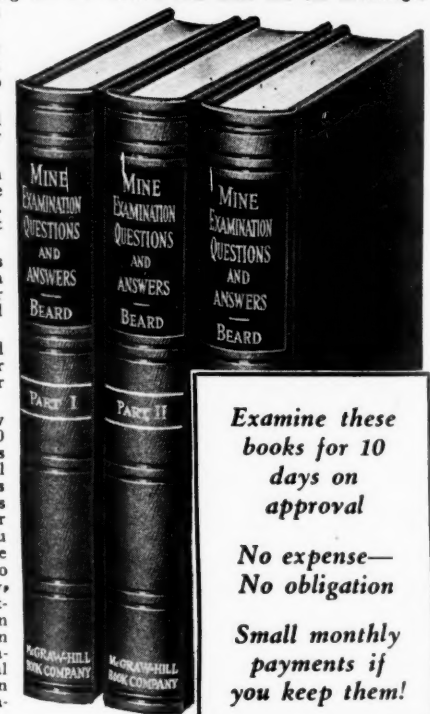 MINE
EXAMINATION
QUESTIONS
AND
ANSWERS
BEARD
PART I
McGRAW-HILL
BOOK COMPANY
MINE
EXAMINATION
QUESTIONS
AND
ANSWERS
BEARD
PART II
McGRAW-HILL
BOOK COMPANY
MINE
EXAMINATION
QUESTIONS
AND
ANSWERS
BEARD
Examine these
books for 10
days on
approval
No expense—
No obligation
Small monthly
payments if
you keep them!